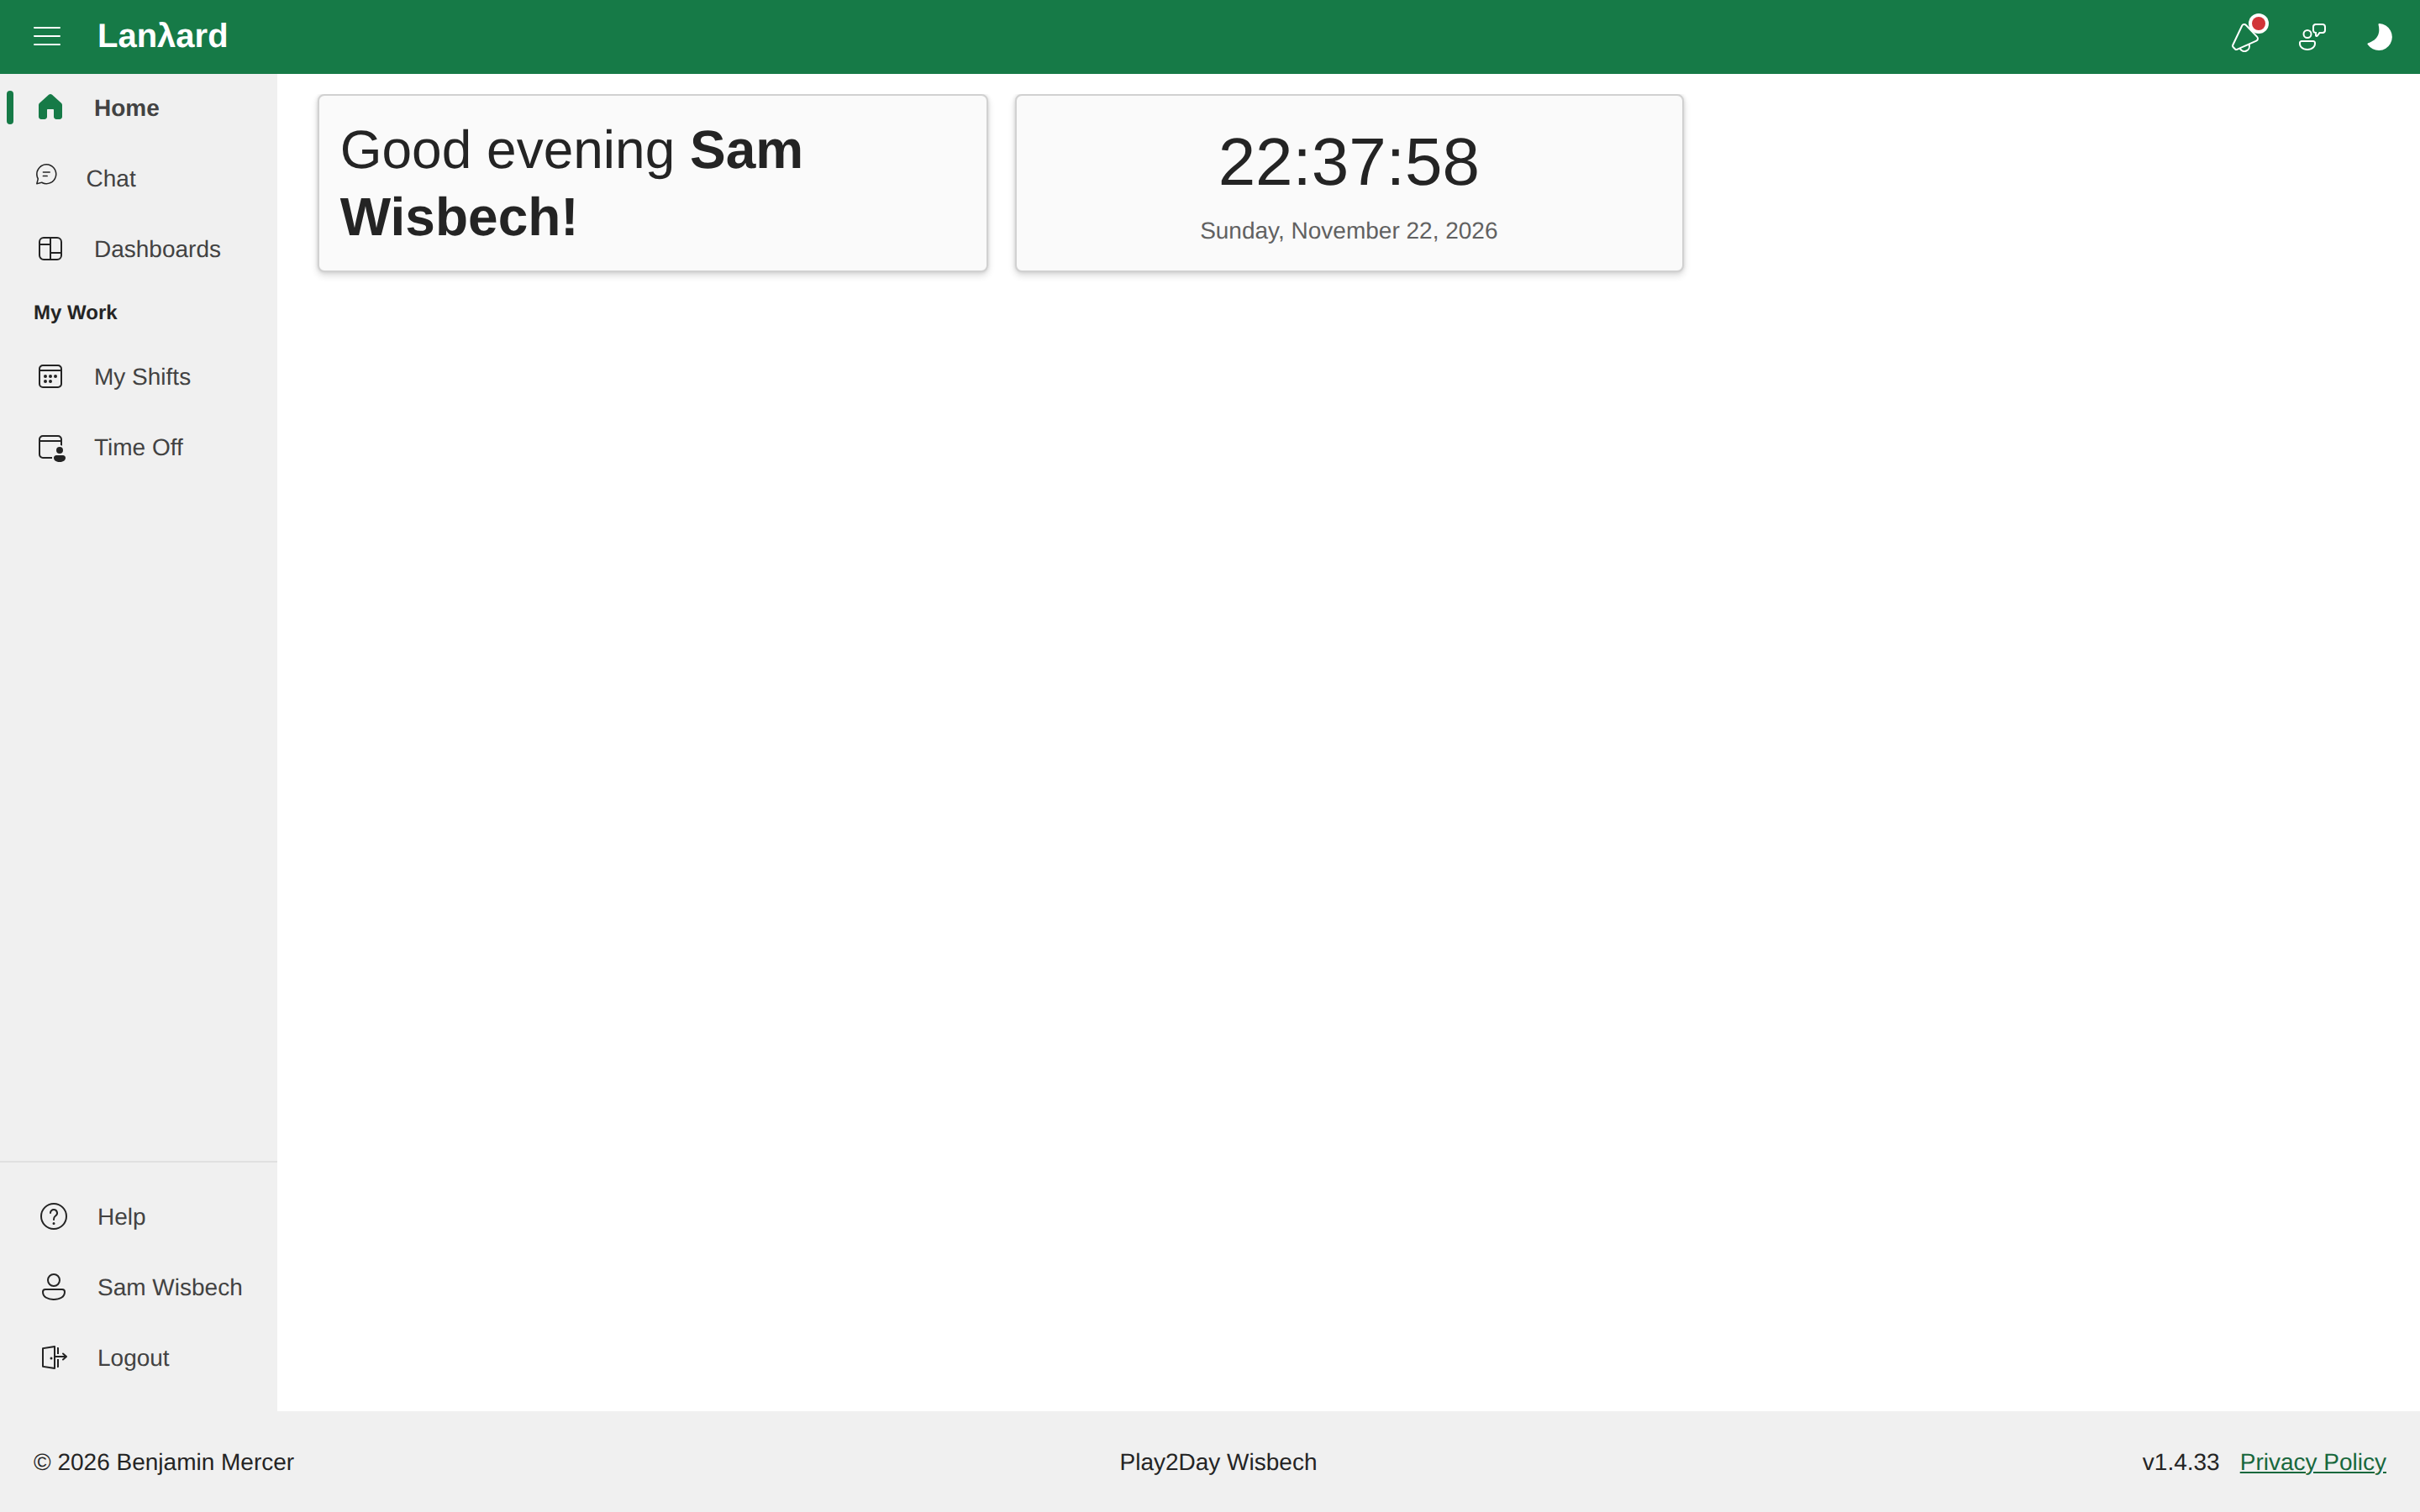 Lanλard
Home
Chat
Dashboards
My Work
My Shifts
Time Off
Good evening Sam
Wisbech!
22:37:58
Sunday, November 22, 2026
Help
Sam Wisbech
Logout
© 2026 Benjamin Mercer
Play2Day Wisbech
v1.4.33 Privacy Policy